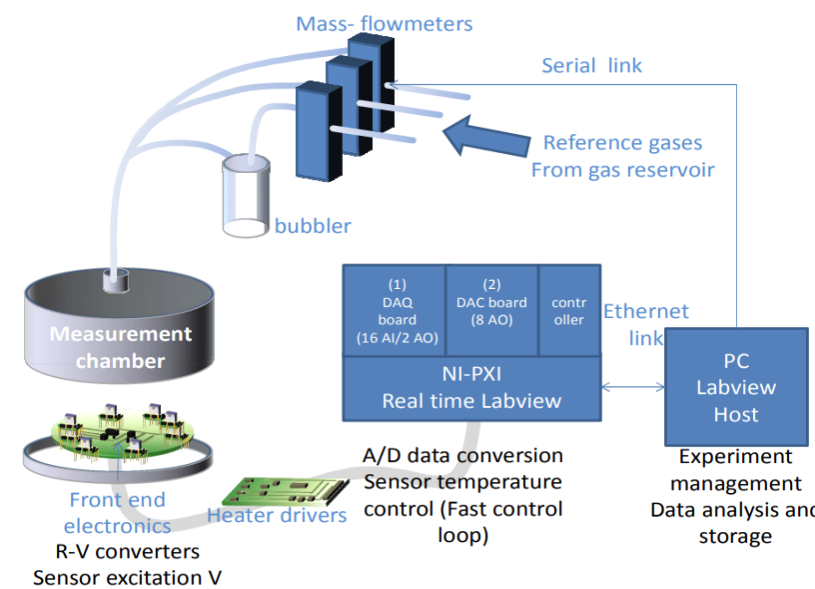 Mass- flowmeters
Serial link
Reference gases
From gas reservoir
bubbler
Measurement
chamber
(1)
DAQ
board
(16 AI/2 AO)
(2)
DAC board
(8 AO)
contr
oller
Ethernet
link
NI-PXI
Real time Labview
PC
Labview
Host
A/D data conversion
Sensor temperature
control (Fast control
loop)
Experiment
management
Data analysis and
storage
Front end
electronics
Heater drivers
R-V converters
Sensor excitation V